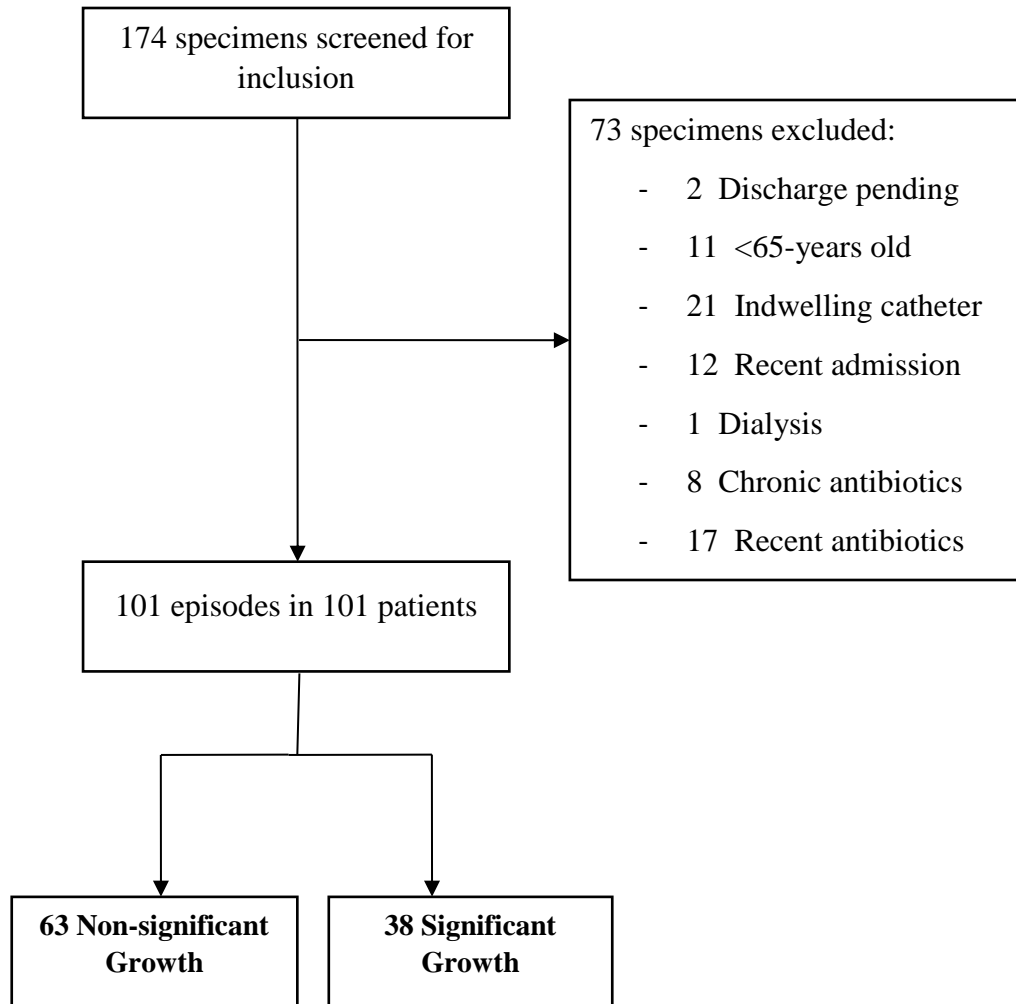 174 specimens screened for
inclusion
73 specimens excluded:
- 2 Discharge pending
- 11 <65-years old
- 21 Indwelling catheter
- 12 Recent admission
- 1 Dialysis
- 8 Chronic antibiotics
- 17 Recent antibiotics
101 episodes in 101 patients
63 Non-significant
Growth
38 Significant
Growth